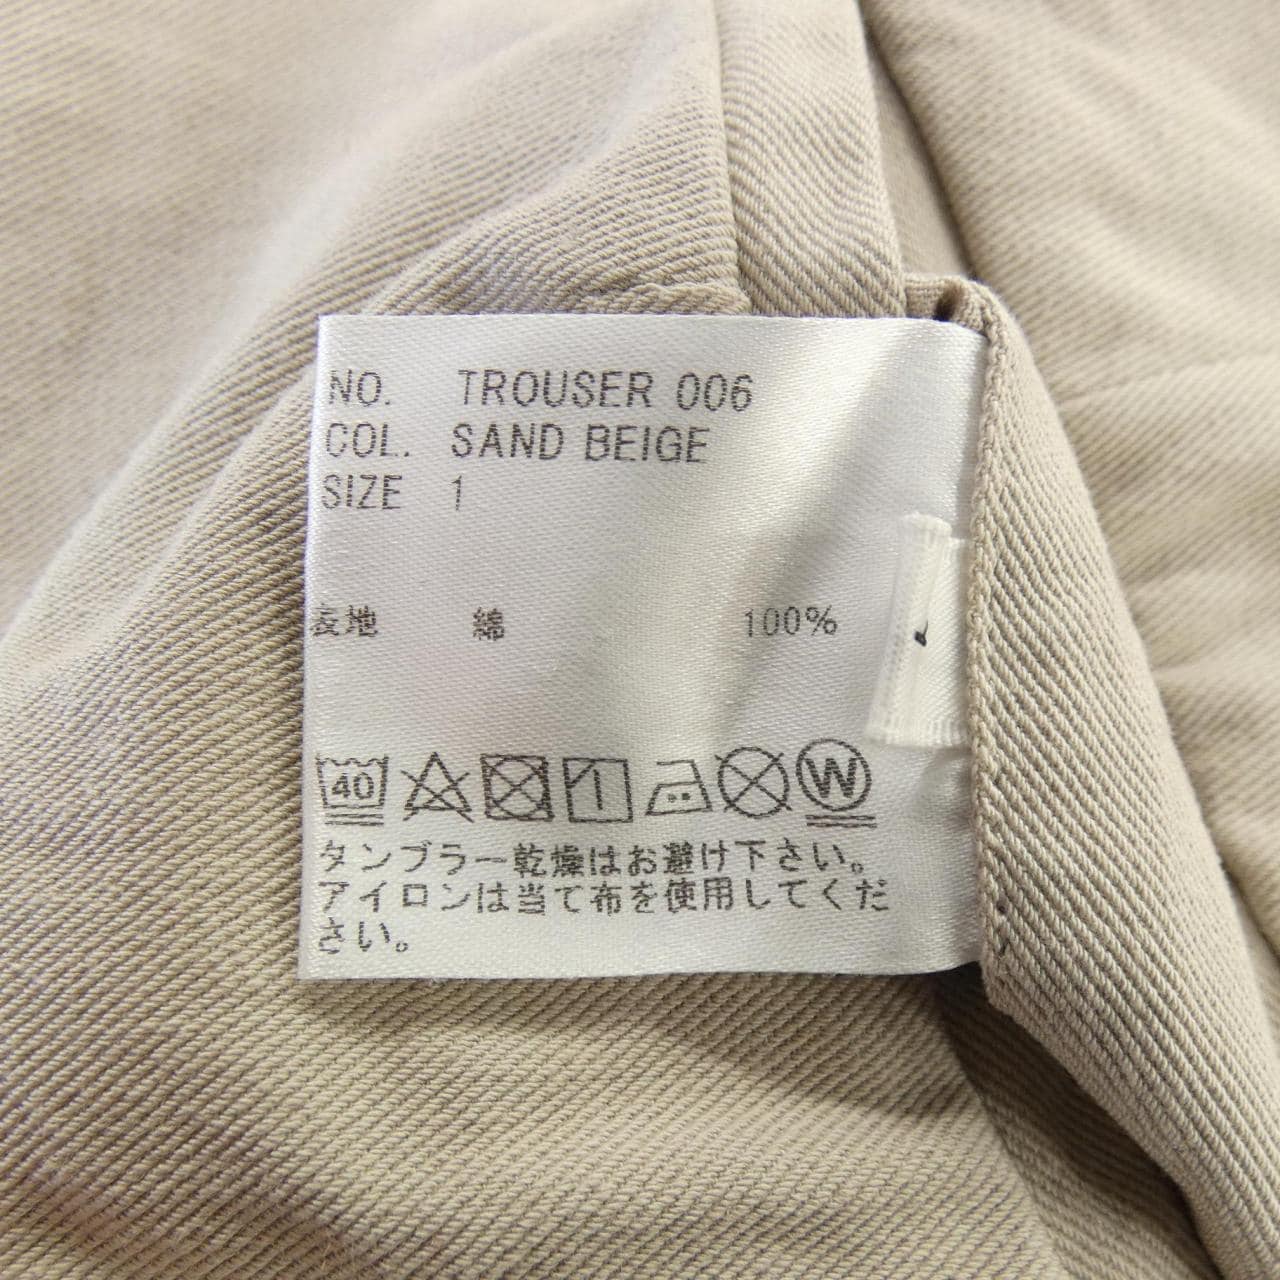 NO. TROUSER 006
COL. SAND BEIGE
SIZE 1
表地 綿 100%
40 W
タンブラー乾燥はお避け下さい。
アイロンは当て布を使用してくだ
さい。